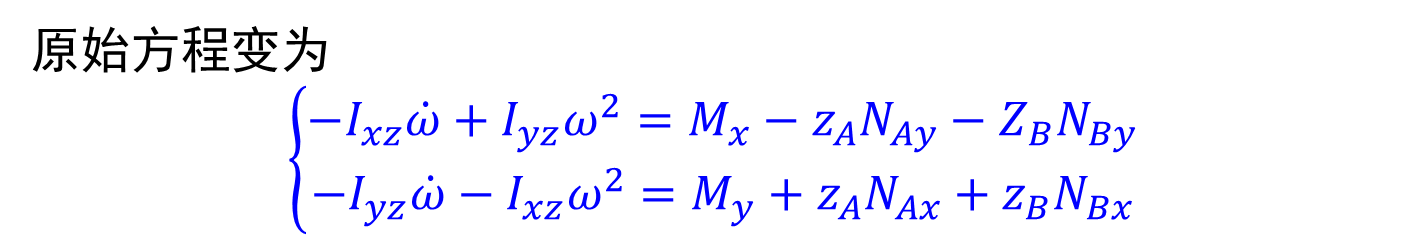 原始方程变为
−I_{xz}ω̇ + I_{yz}ω² = M_x − z_A N_{Ay} − Z_B N_{By}
−I_{yz}ω̇ − I_{xz}ω² = M_y + z_A N_{Ax} + z_B N_{Bx}